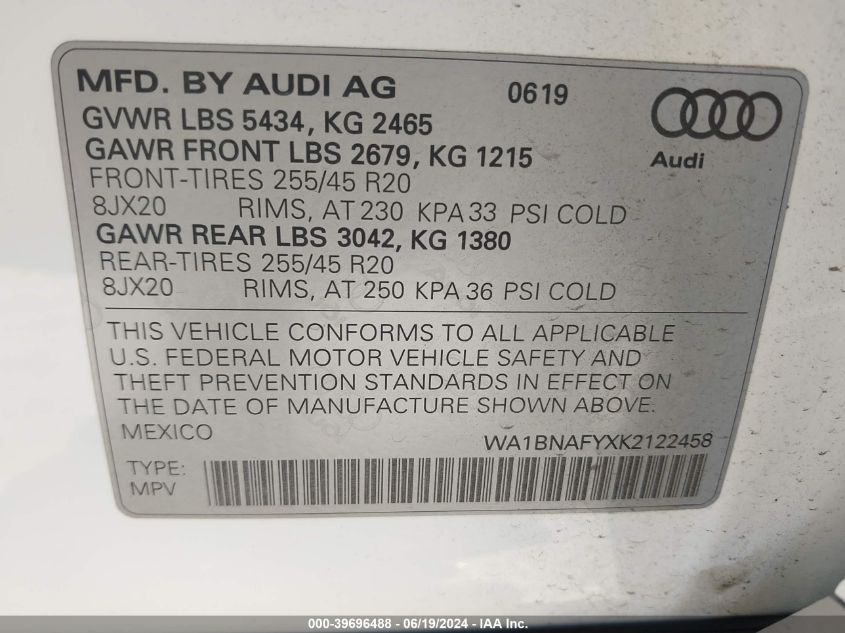 MFD. BY AUDI AG 0619
GVWR LBS 5434, KG 2465
GAWR FRONT LBS 2679, KG 1215
Audi
FRONT-TIRES 255/45 R20
8JX20 RIMS, AT 230 KPA 33 PSI COLD
GAWR REAR LBS 3042, KG 1380
REAR-TIRES 255/45 R20
8JX20 RIMS, AT 250 KPA 36 PSI COLD
THIS VEHICLE CONFORMS TO ALL APPLICABLE
U.S. FEDERAL MOTOR VEHICLE SAFETY AND
THEFT PREVENTION STANDARDS IN EFFECT ON
THE DATE OF MANUFACTURE SHOWN ABOVE.
MEXICO WA1BNAFYXK2122458
TYPE:
MPV
000-39696488 - 06/19/2024 - IAA Inc.